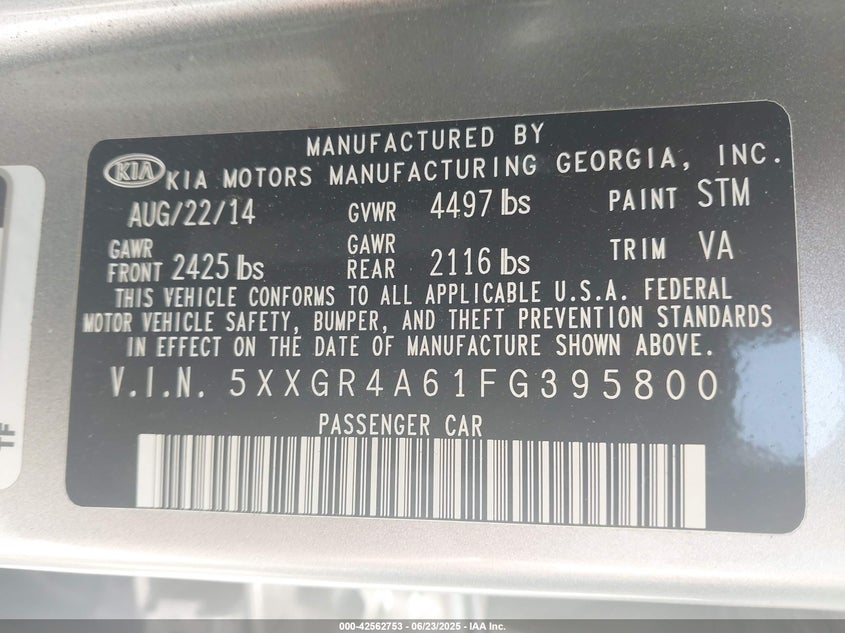 MANUFACTURED BY
KIA KIA MOTORS MANUFACTURING GEORGIA, INC.
AUG/22/14 GVWR 4497 lbs PAINT STM
GAWR FRONT 2425 lbs GAWR REAR 2116 lbs TRIM VA
THIS VEHICLE CONFORMS TO ALL APPLICABLE U.S.A. FEDERAL
MOTOR VEHICLE SAFETY, BUMPER, AND THEFT PREVENTION STANDARDS
IN EFFECT ON THE DATE OF MANUFACTURE SHOWN ABOVE.
V.I.N. 5XXGR4A61FG395800
PASSENGER CAR
000-42562753 - 06/23/2025 - IAA Inc.